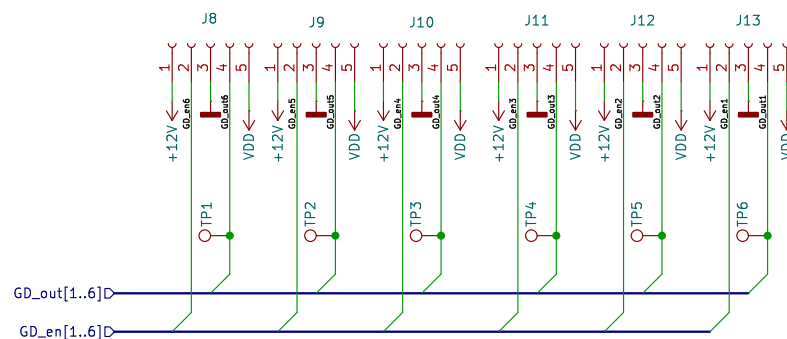 J8 J9 J10 J11 J12 J13
1 2 3 4 5 1 2 3 4 5 1 2 3 4 5 1 2 3 4 5 1 2 3 4 5 1 2 3 4 5
GD_en6 GD_out6 GD_en5 GD_out5 GD_en4 GD_out4 GD_en3 GD_out3 GD_en2 GD_out2 GD_en1 GD_out1
+12V VDD +12V VDD +12V VDD +12V VDD +12V VDD +12V VDD
TP1 TP2 TP3 TP4 TP5 TP6
GD_out[1..6]
GD_en[1..6]